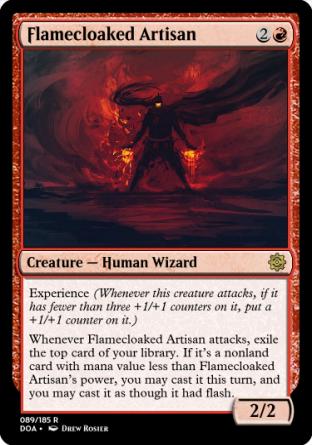 Flamecloaked Artisan 2
Creature — Human Wizard
Experience (Whenever this creature attacks, if it
has fewer than three +1/+1 counters on it, put a
+1/+1 counter on it.)
Whenever Flamecloaked Artisan attacks, exile
the top card of your library. If it's a nonland
card with mana value less than Flamecloaked
Artisan's power, you may cast it this turn, and
you may cast it as though it had flash.
2/2
089/185 R
DOA • Drew Rosier